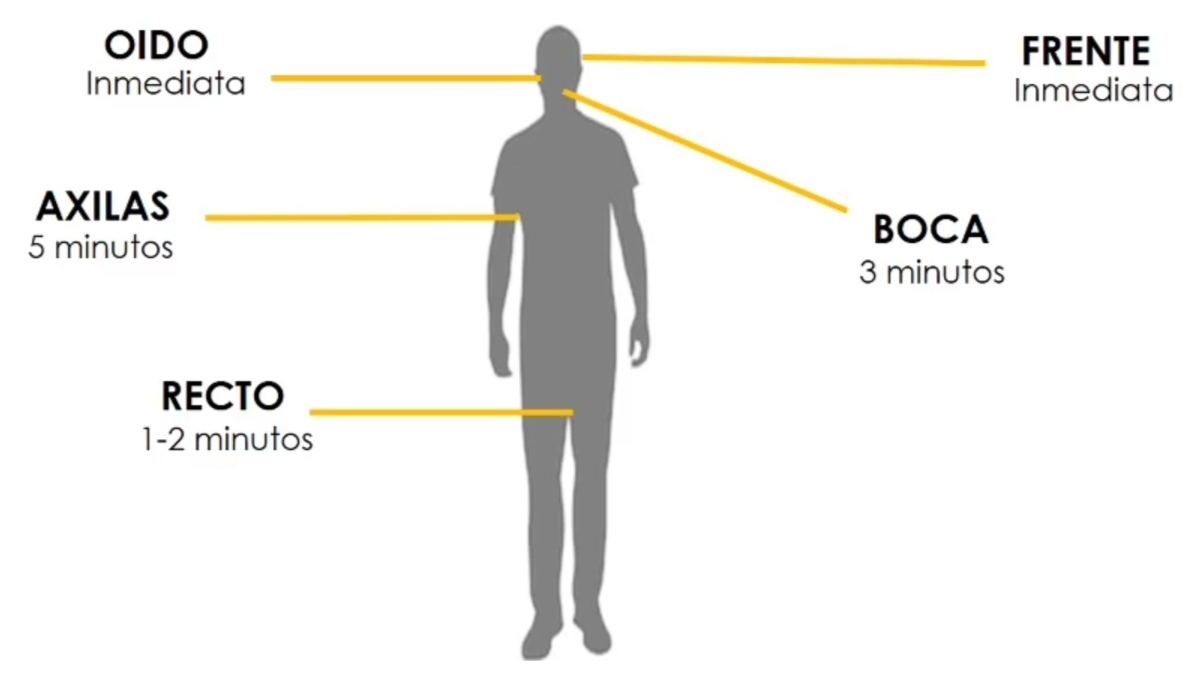 OIDO
Inmediata
FRENTE
Inmediata
AXILAS
5 minutos
BOCA
3 minutos
RECTO
1-2 minutos